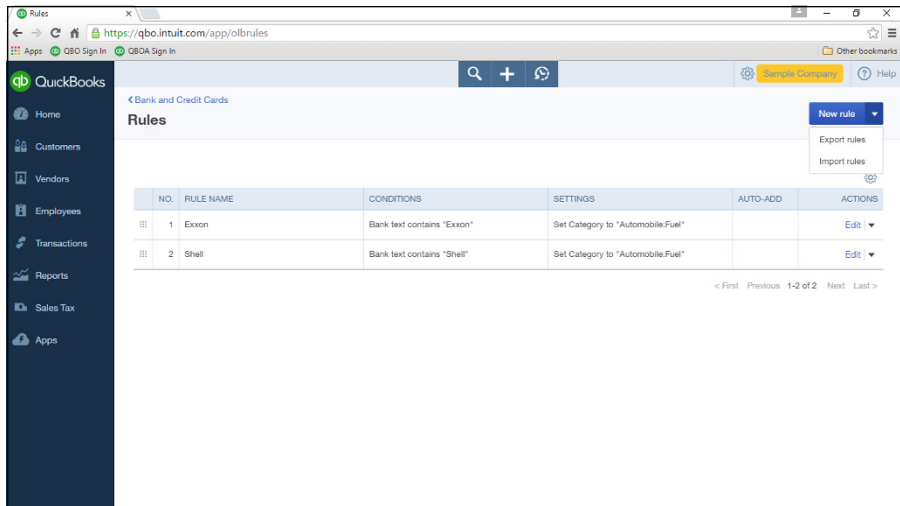 Rules
https://qbo.intuit.com/app/olbrules
Apps QBO Sign In QBOA Sign In Other bookmarks
qb QuickBooks
Sample Company ? Help
Home
Customers
Vendors
Employees
Transactions
Reports
Sales Tax
Apps
< Bank and Credit Cards
Rules
New rule
Export rules
Import rules
NO. RULE NAME CONDITIONS SETTINGS AUTO-ADD ACTIONS
1 Exxon Bank text contains "Exxon" Set Category to "Automobile:Fuel" Edit
2 Shell Bank text contains "Shell" Set Category to "Automobile:Fuel" Edit
< First Previous 1-2 of 2 Next Last >